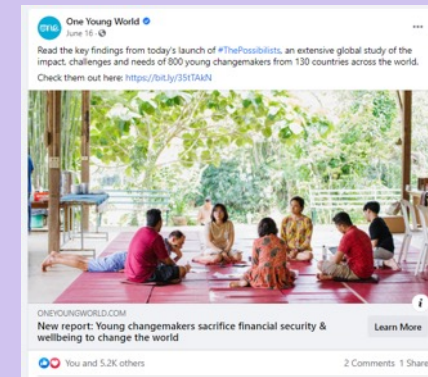 one.
One Young World
June 16 ·
Read the key findings from today's launch of #ThePossibilists, an extensive global study of the
impact, challenges and needs of 800 young changemakers from 130 countries across the world.
Check them out here: https://bit.ly/35tTAkN
i
ONEYOUNGWORLD.COM
New report: Young changemakers sacrifice financial security &
wellbeing to change the world
Learn More
You and 5.2K others
2 Comments 1 Share